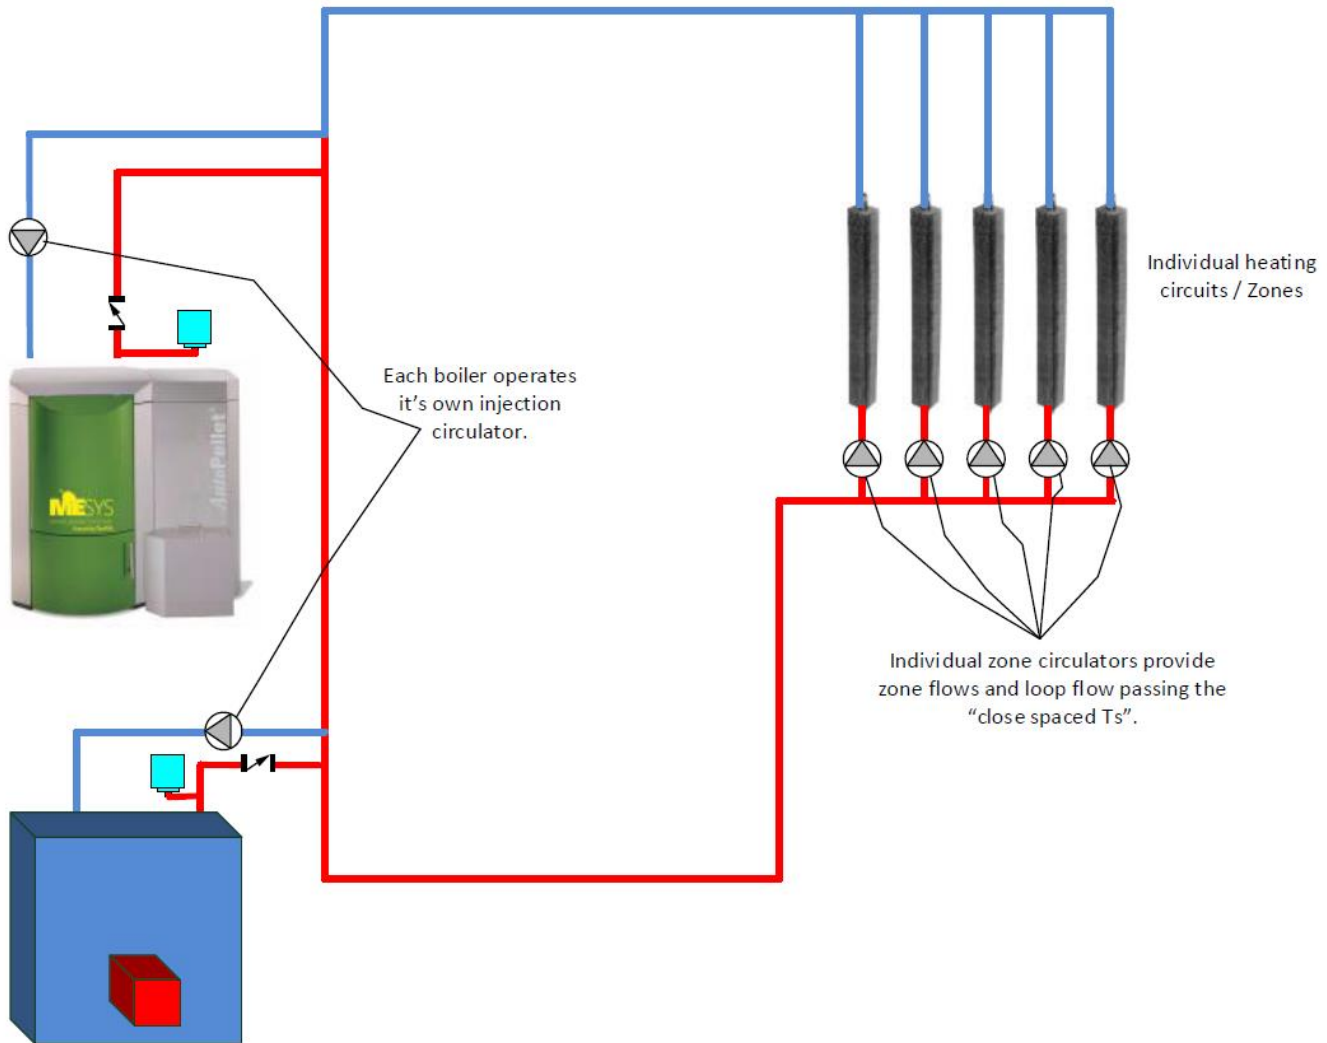 Individual heating
circuits / Zones
Each boiler operates
it's own injection
circulator.
AutoPellet
MESYS
Individual zone circulators provide
zone flows and loop flow passing the
“close spaced Ts”.